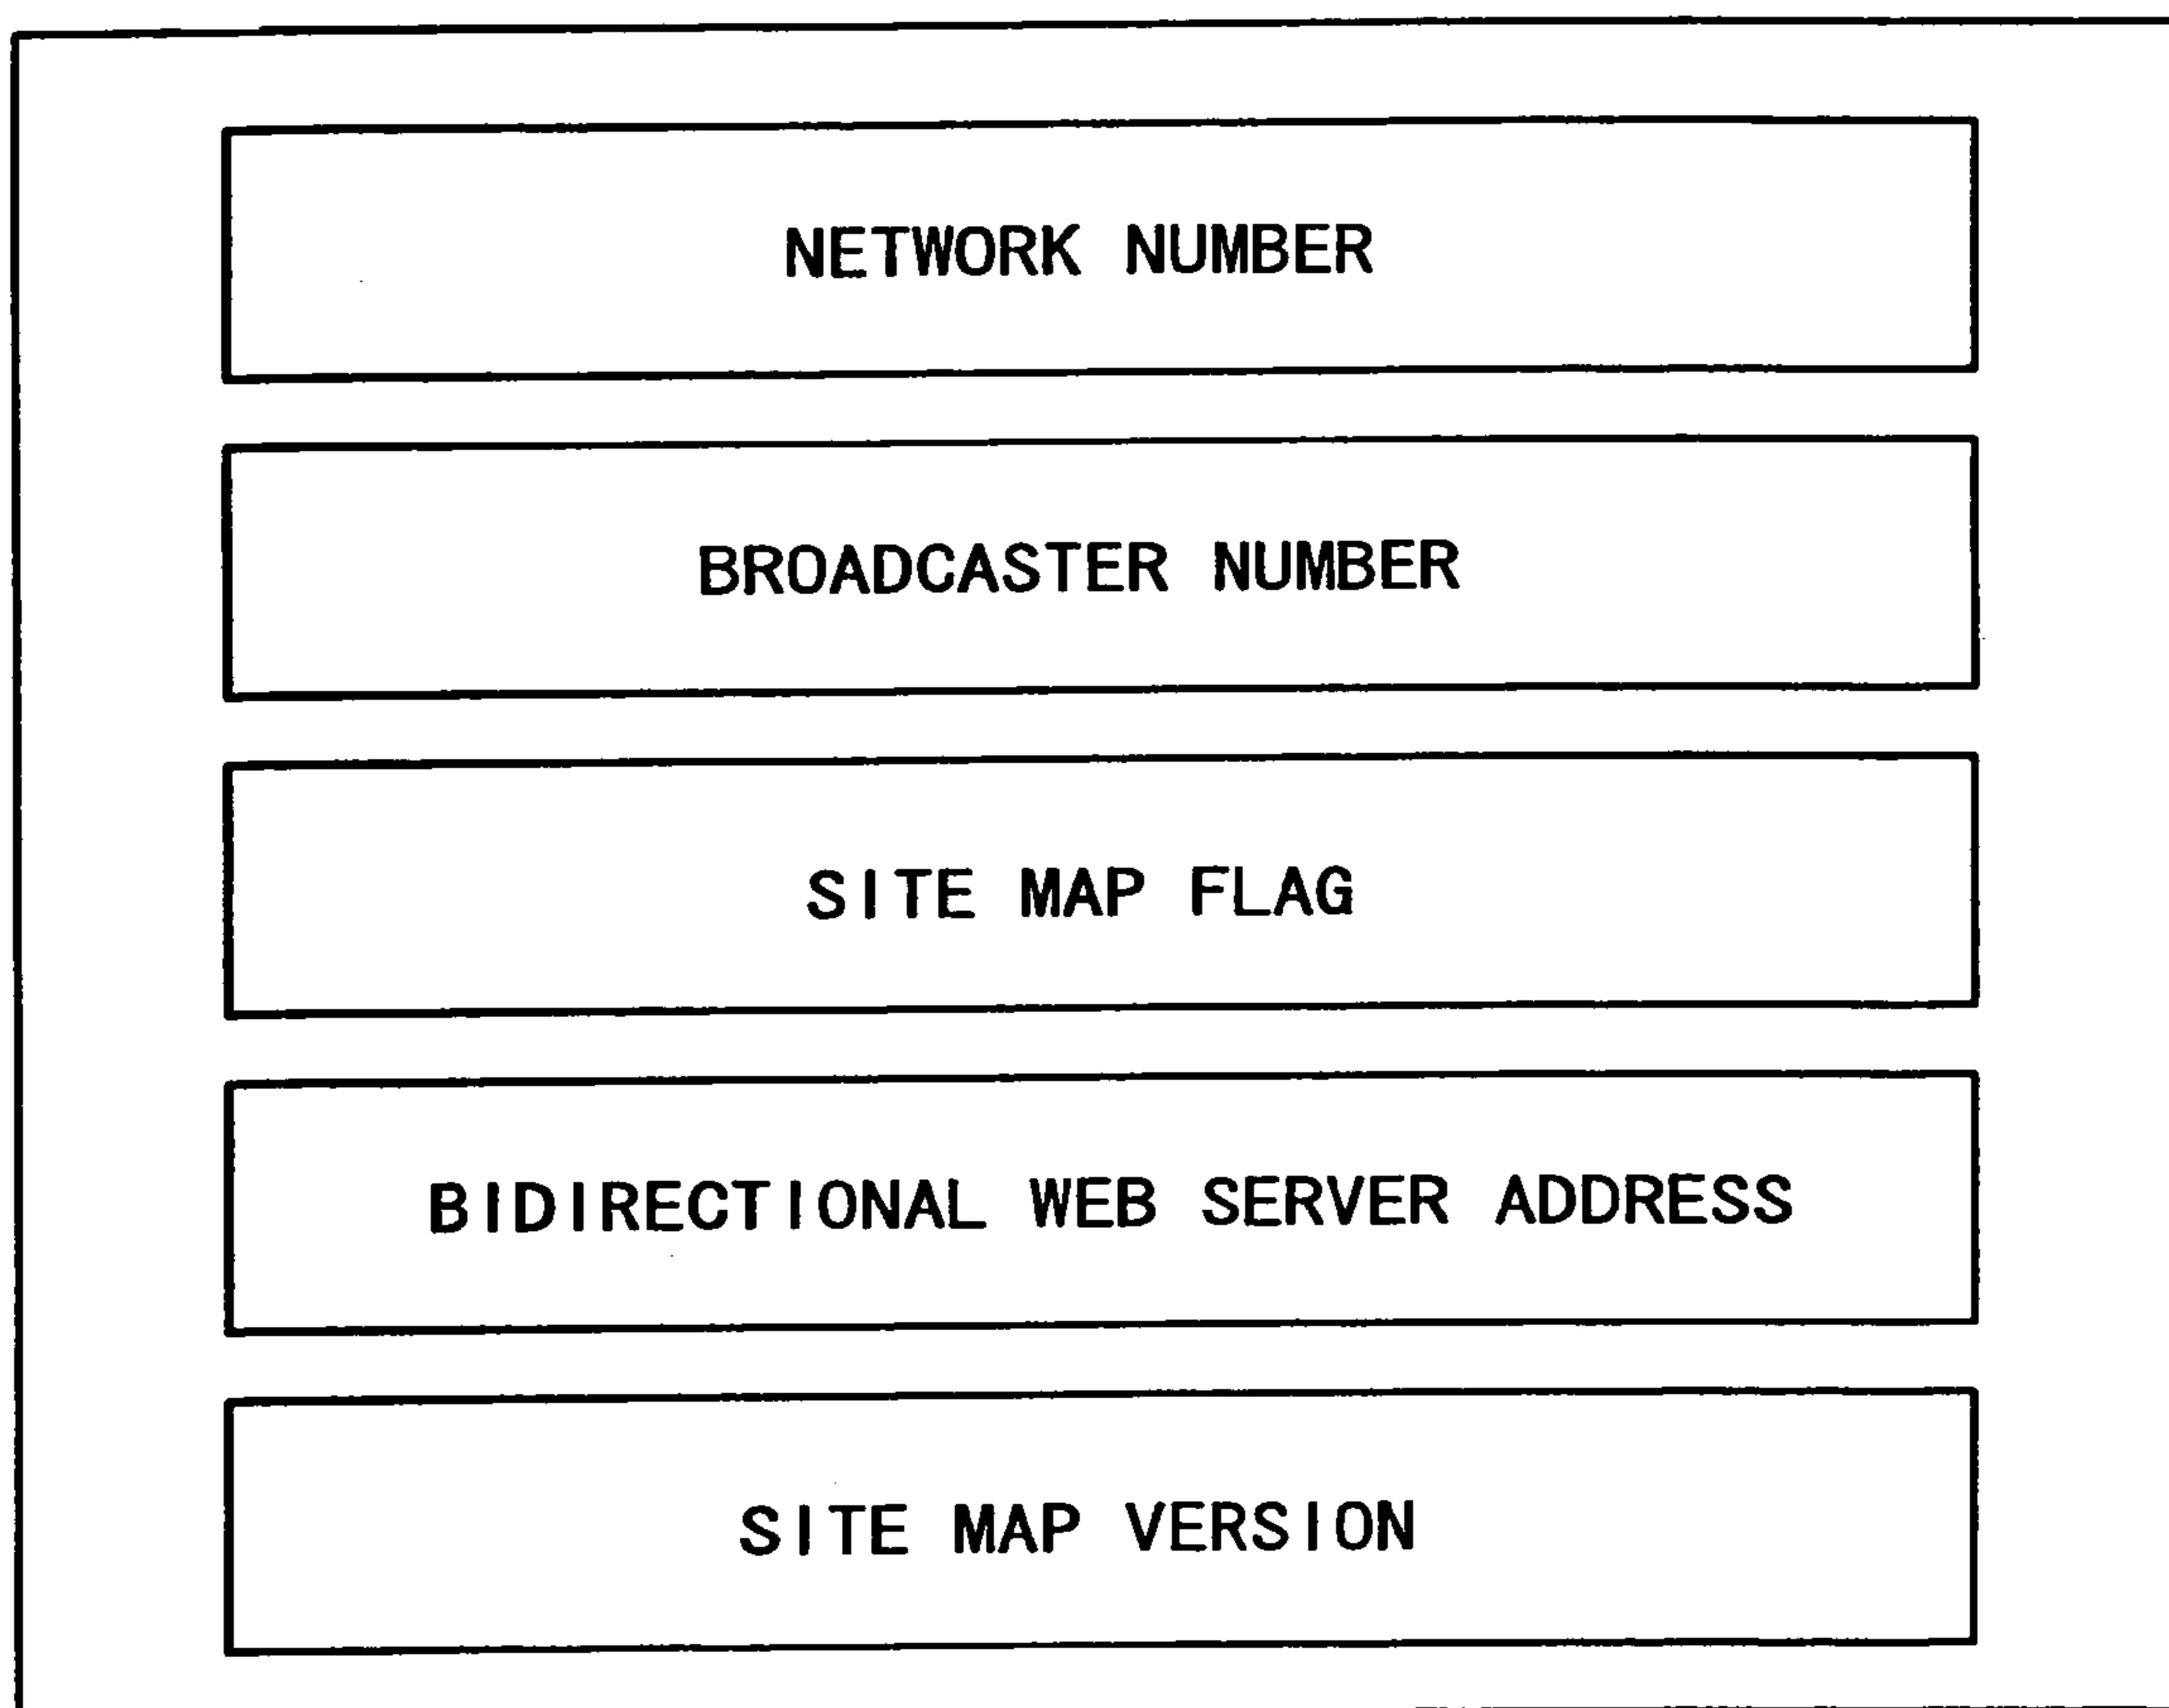 NETWORK NUMBER
BROADCASTER NUMBER
SITE MAP FLAG
BIDIRECTIONAL WEB SERVER ADDRESS
SITE MAP VERSION